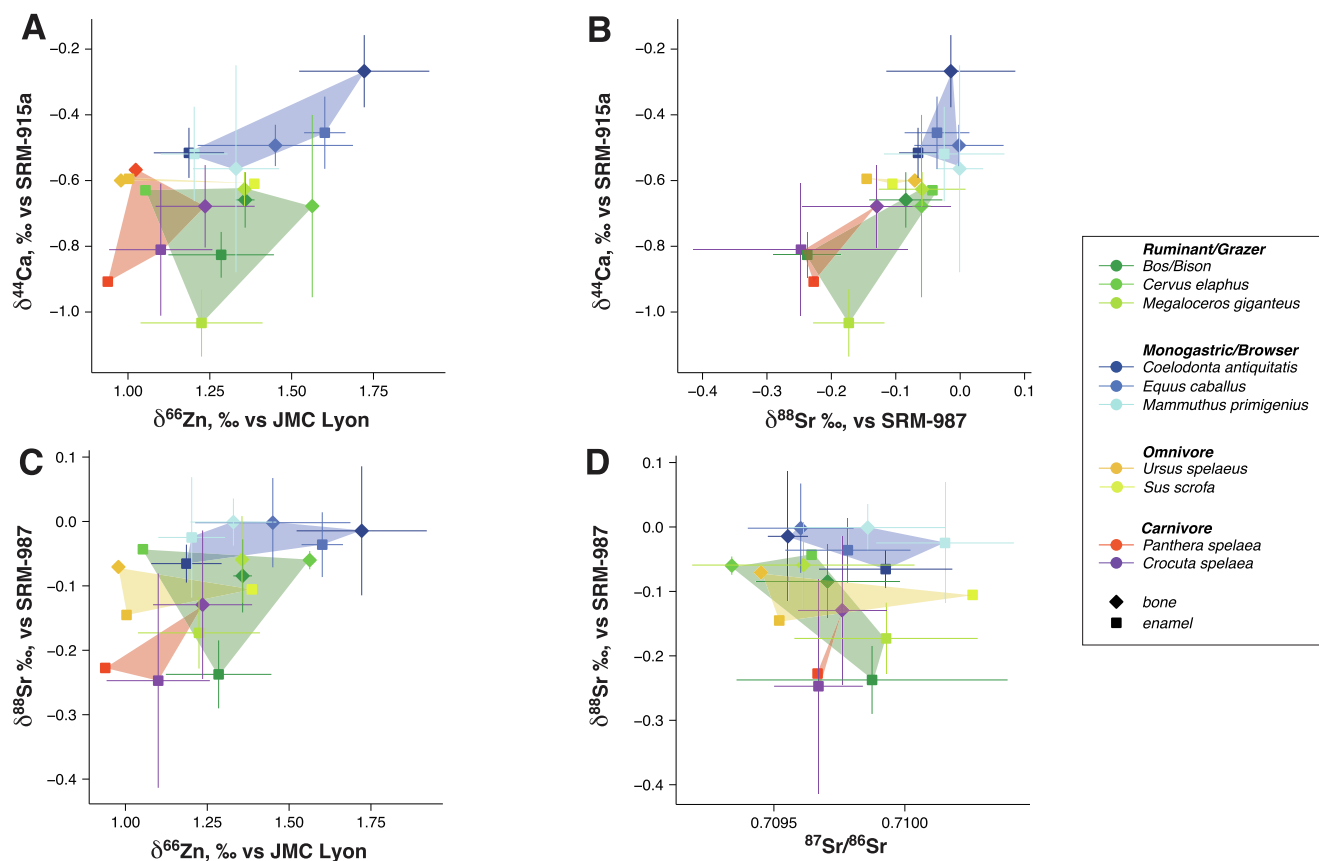 A
−0.2
−0.4
−0.6
−0.8
−1.0
δ⁴⁴Ca, ‰ vs SRM-915a
1.00
1.25
1.50
1.75
δ⁶⁶Zn, ‰ vs JMC Lyon
B
−0.2
−0.4
−0.6
−0.8
−1.0
δ⁴⁴Ca, ‰ vs SRM-915a
−0.4
−0.3
−0.2
−0.1
0.0
0.1
δ⁸⁸Sr ‰, vs SRM-987
C
0.1
0.0
−0.1
−0.2
−0.3
−0.4
δ⁸⁸Sr ‰, vs SRM-987
1.00
1.25
1.50
1.75
δ⁶⁶Zn, ‰ vs JMC Lyon
D
0.1
0.0
−0.1
−0.2
−0.3
−0.4
δ⁸⁸Sr ‰, vs SRM-987
0.7095
0.7100
⁸⁷Sr/⁸⁶Sr
Ruminant/Grazer
Bos/Bison
Cervus elaphus
Megaloceros giganteus
Monogastric/Browser
Coelodonta antiquitatis
Equus caballus
Mammuthus primigenius
Omnivore
Ursus spelaeus
Sus scrofa
Carnivore
Panthera spelaea
Crocuta spelaea
bone
enamel